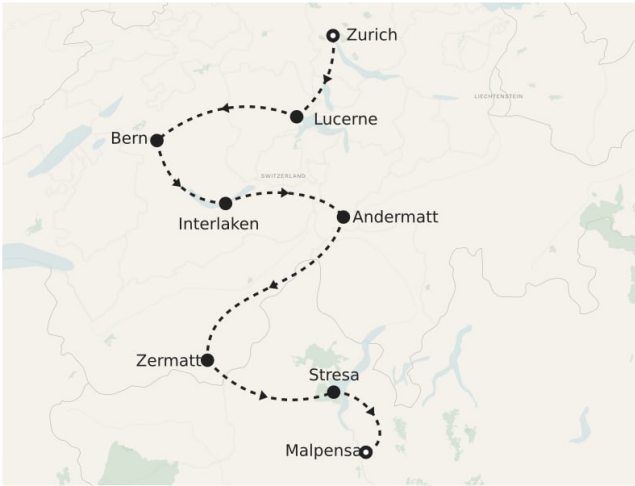 Zurich
LIECHTENSTEIN
Lucerne
Bern
SWITZERLAND
Interlaken
Andermatt
Zermatt
Stresa
Malpensa